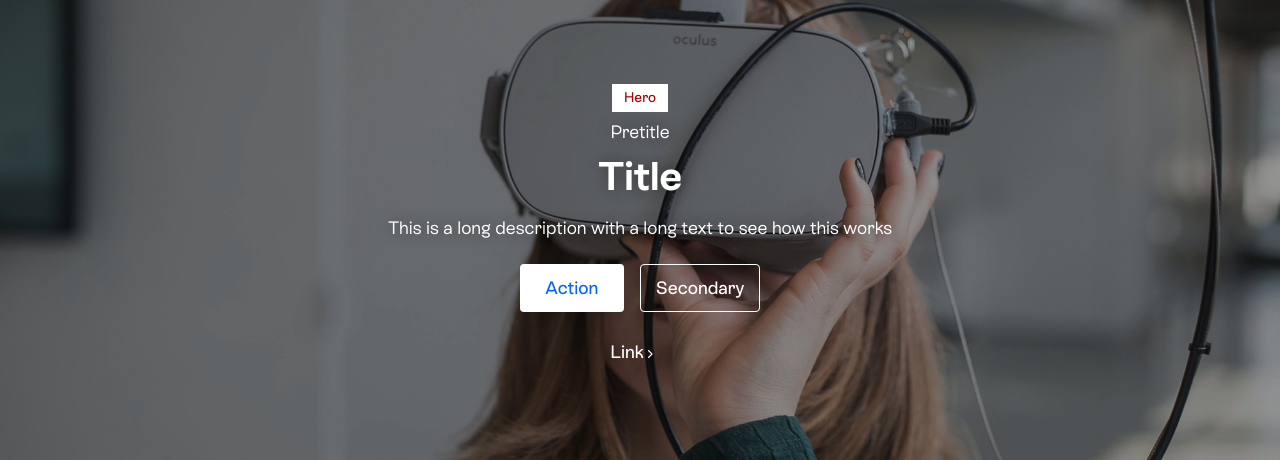 oculus
Hero
Pretitle
Title
This is a long description with a long text to see how this works
Action
Secondary
Link ›